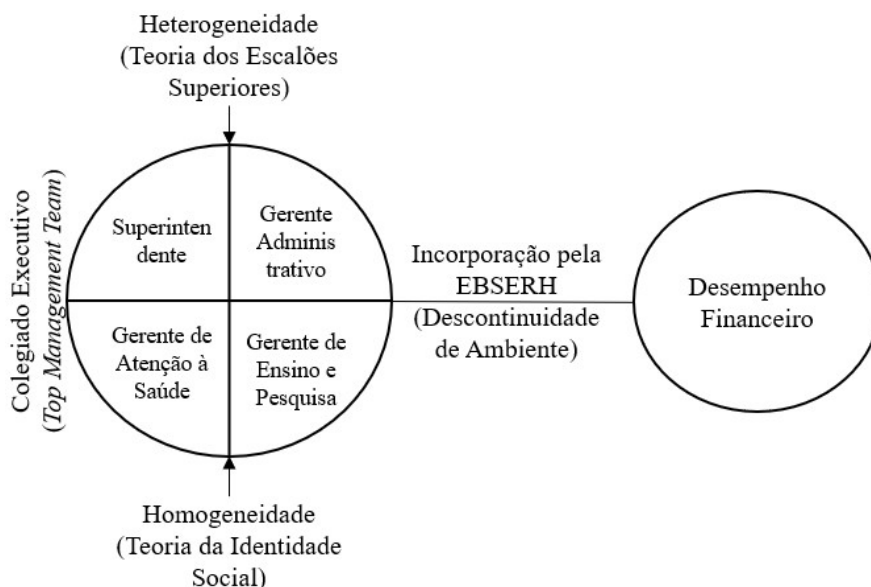 Heterogeneidade
(Teoria dos Escalões
Superiores)
Colegiado Executivo
(Top Management Team)
Superinten
dente
Gerente
Adminis
trativo
Gerente de
Atenção à
Saúde
Gerente de
Ensino e
Pesquisa
Incorporação pela
EBSERH
(Descontinuidade
de Ambiente)
Desempenho
Financeiro
Homogeneidade
(Teoria da Identidade
Social)